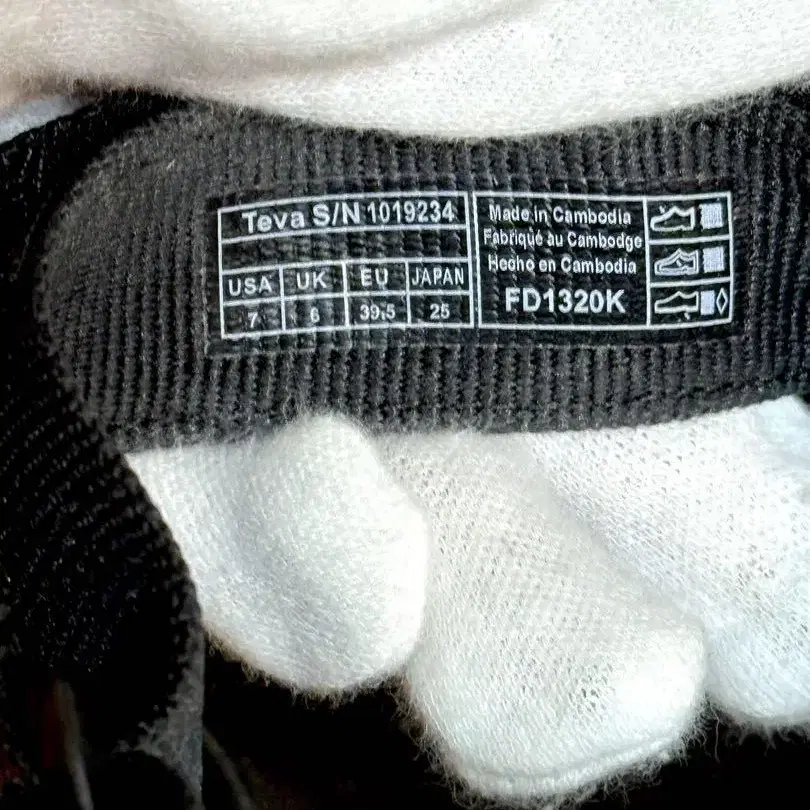 Teva S/N 1019234
USA UK EU JAPAN
7 6 39.5 25
Made in Cambodia
Fabriqué au Cambodge
Hecho en Cambodia
FD1320K